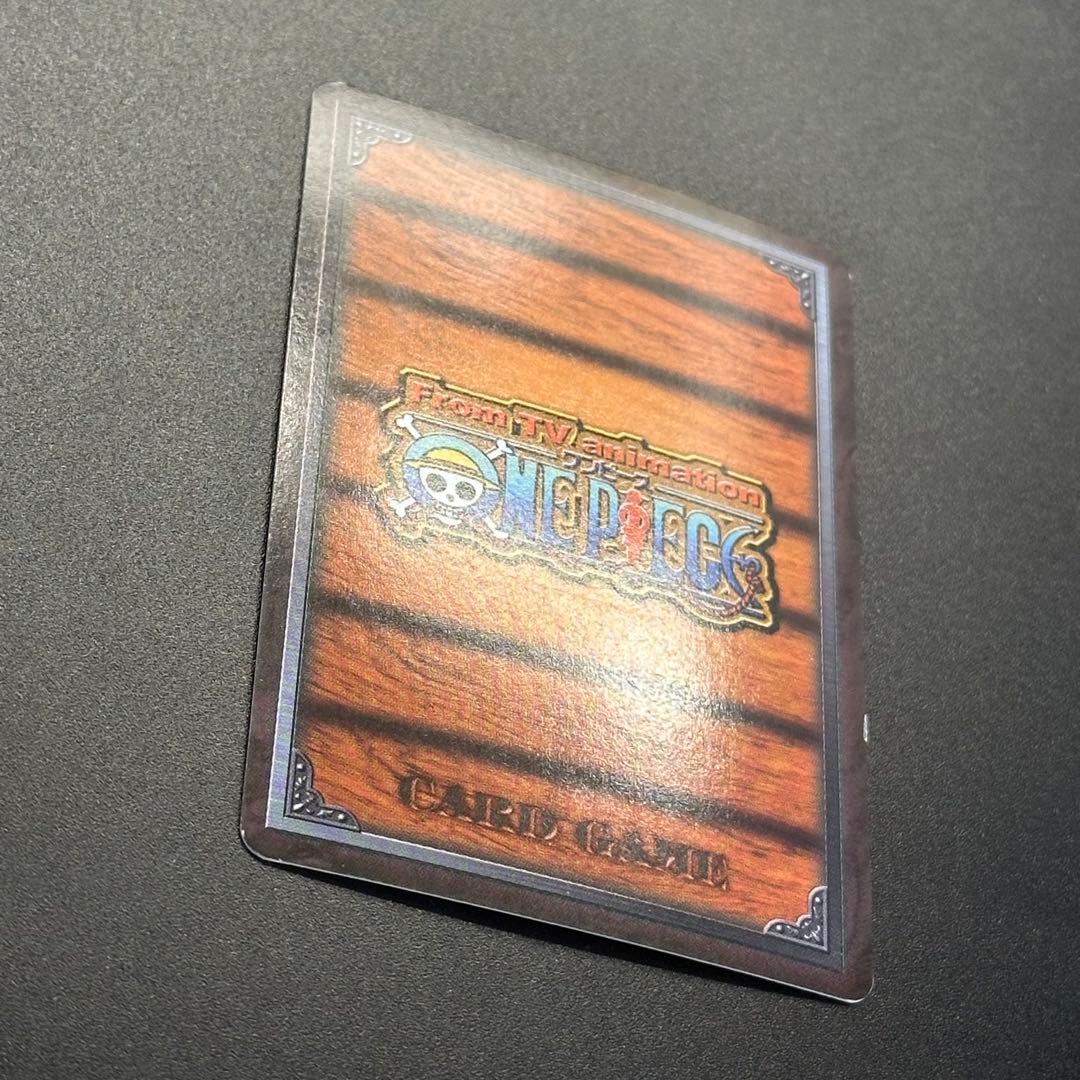 From TV animation
ワンピース
ONE PIECE
CARD GAME